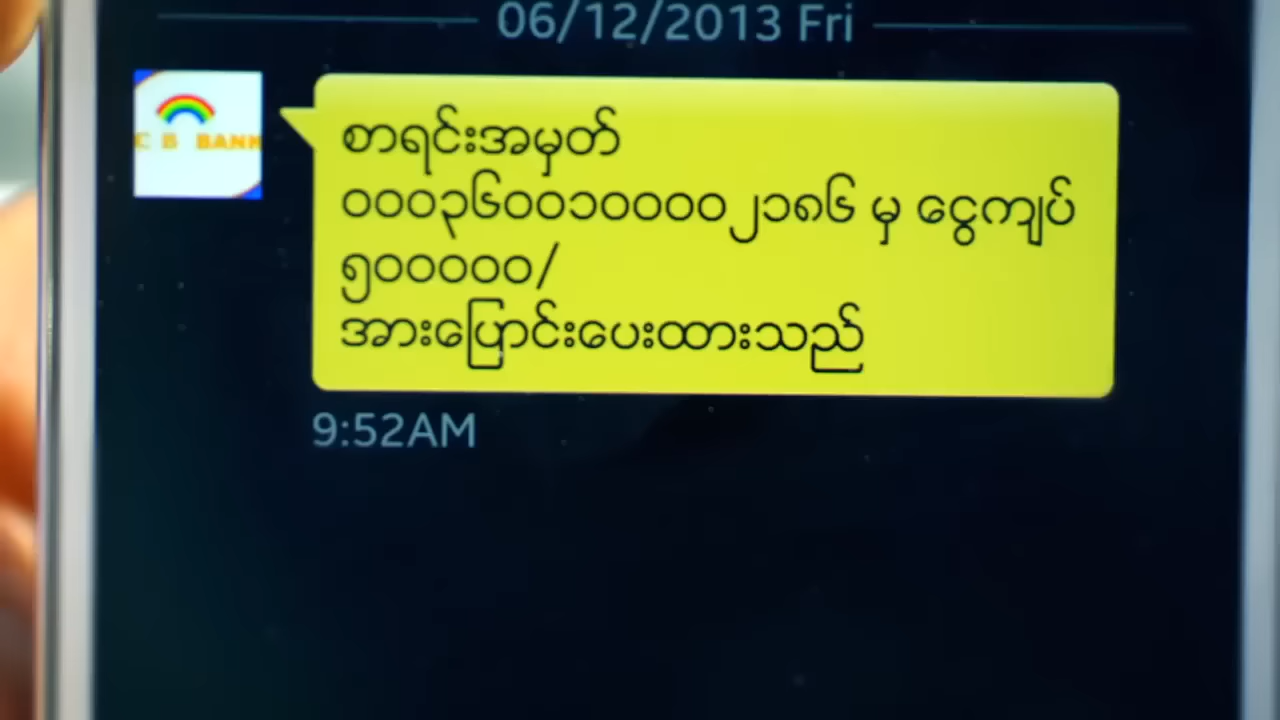 06/12/2013 Fri
C B BANK
စာရင်းအမှတ်
၀၀၀၃၆၀၀၁၀၀၀၀၂၁၈၆ မှ ငွေကျပ်
၅၀၀၀၀၀/
အားပြောင်းပေးထားသည်
9:52AM